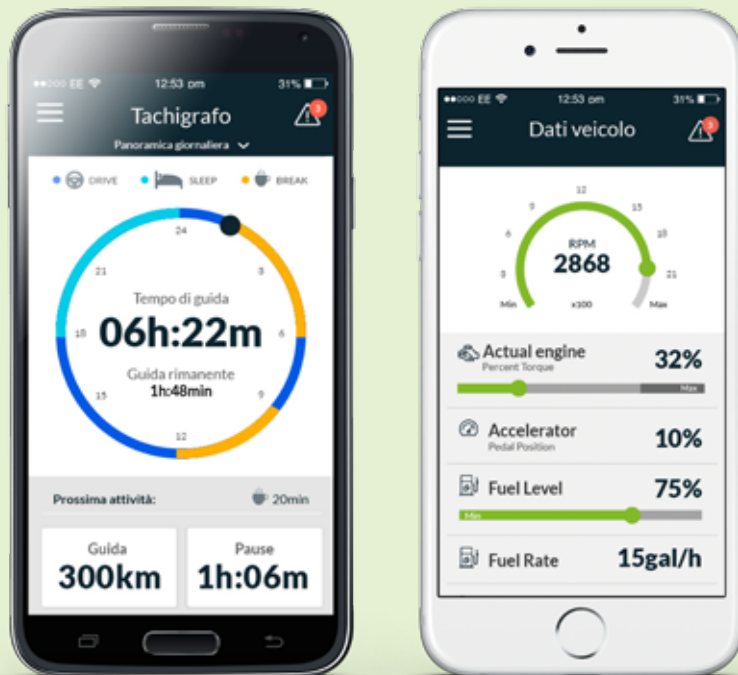 EE 12:53 pm 31%
Tachigrafo 3
Panoramica giornaliera
DRIVE SLEEP BREAK
24
21 3
Tempo di guida
18 06h:22m 6
Guida rimanente
1h:48min
15 9
12
Prossima attività: 20min
Guida Pause
300km 1h:06m
EE 12:53 pm 31%
Dati veicolo 3
12
9 15
6 18
RPM
2868
3 21
Min x100 Max
Actual engine 32%
Percent Torque
Max
Accelerator 10%
Pedal Position
Fuel Level 75%
Min
Fuel Rate 15gal/h